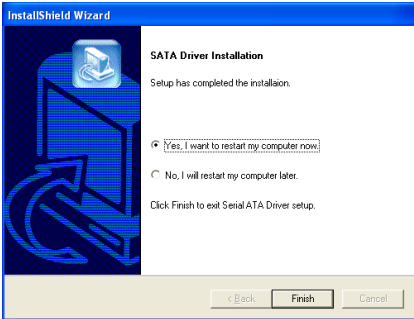 InstallShield Wizard
SATA Driver Installation
Setup has completed the installaion.
Yes, I want to restart my computer now.
No, I will restart my computer later.
Click Finish to exit Serial ATA Driver setup.
< Back
Finish
Cancel